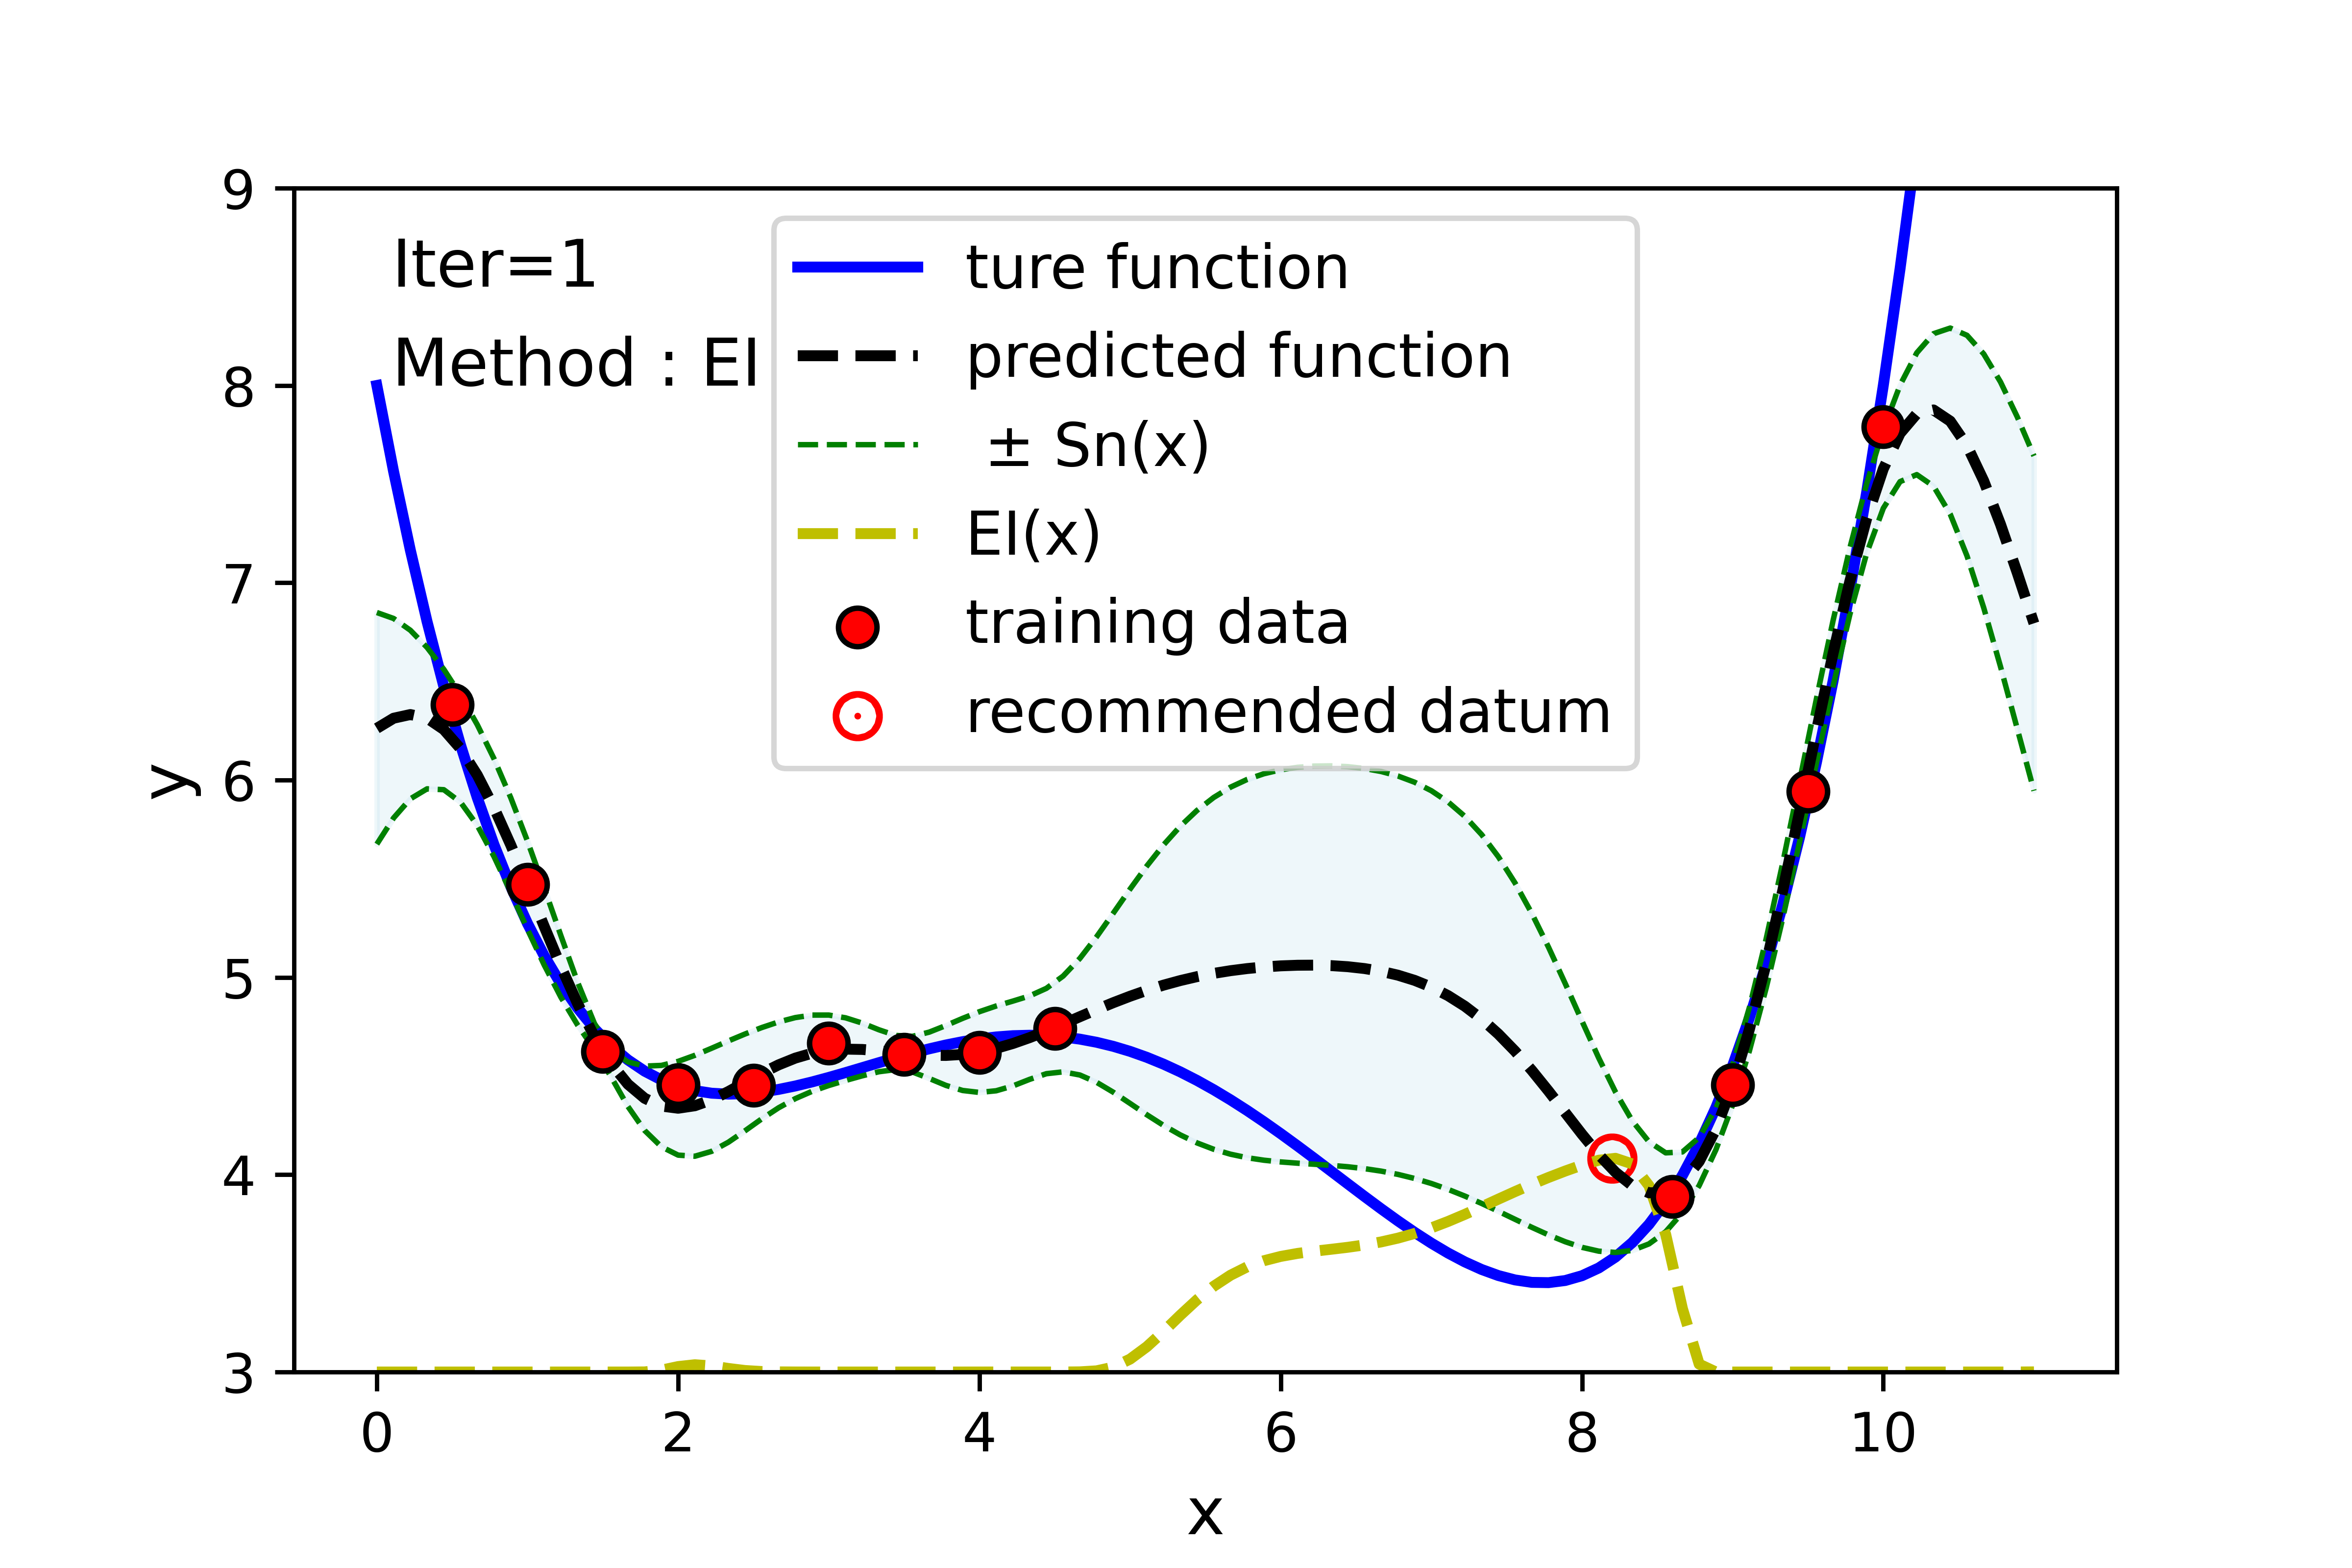 Iter=1
Method : EI
ture function
predicted function
± Sn(x)
EI(x)
training data
recommended datum
y
9
8
7
6
5
4
3
0 2 4 6 8 10
x